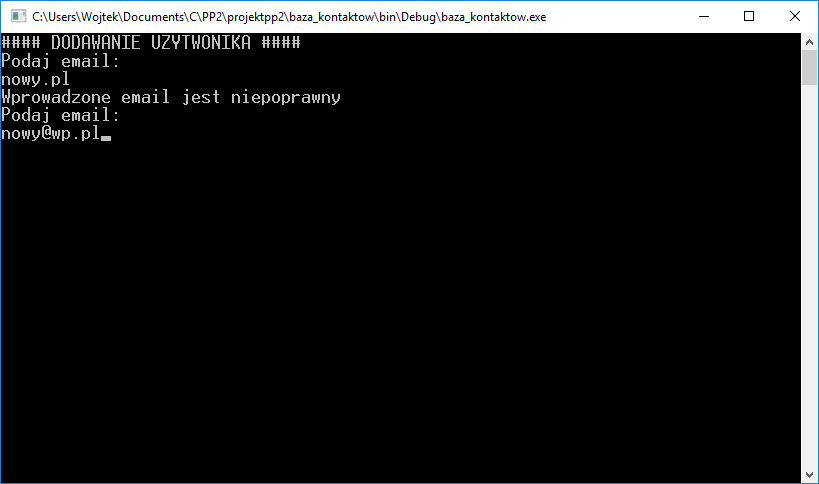 C:\Users\Wojtek\Documents\C\PP2\projektpp2\baza_kontaktow\bin\Debug\baza_kontaktow.exe
#### DODAWANIE UZYTWONIKA ####
Podaj email:
nowy.pl
Wprowadzone email jest niepoprawny
Podaj email:
nowy@wp.pl